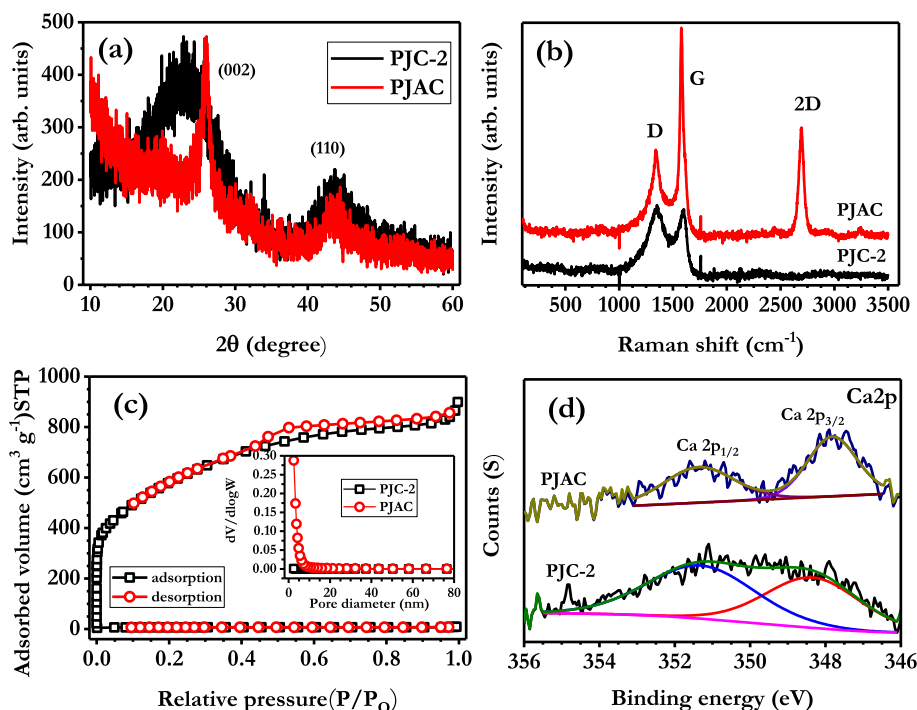 (a)
PJC-2
PJAC
(002)
(110)
500
400
300
200
100
0
10
20
30
40
50
60
Intensity (arb. units)
2θ (degree)
(b)
D
G
2D
PJAC
PJC-2
500
1000
1500
2000
2500
3000
3500
Intensity (arb. units)
Raman shift (cm-1)
(c)
1000
800
600
400
200
0
0.0
0.2
0.4
0.6
0.8
1.0
Adsorbed volume (cm3 g-1)STP
Relative pressure(P/PO)
adsorption
desorption
0.30
0.25
0.20
0.15
0.10
0.05
0.00
0
20
40
60
80
dV/dlogW
Pore diameter (nm)
PJC-2
PJAC
(d)
Ca2p
Ca 2p1/2
Ca 2p3/2
PJAC
PJC-2
356
354
352
350
348
346
Counts (S)
Binding energy (eV)